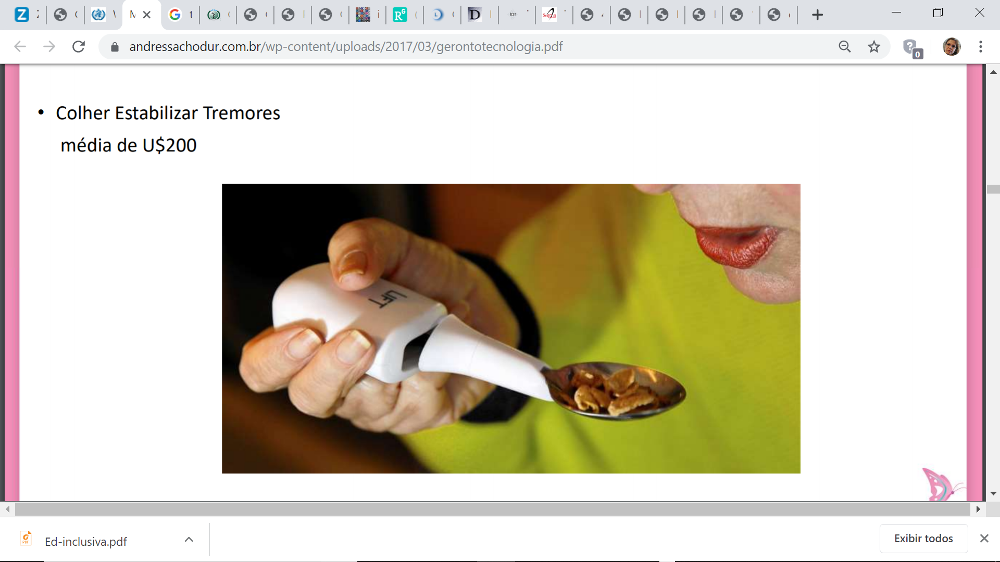 andressachodur.com.br/wp-content/uploads/2017/03/gerontotecnologia.pdf
0
• Colher Estabilizar Tremores
média de U$200
LIFT
Ed-inclusiva.pdf
Exibir todos